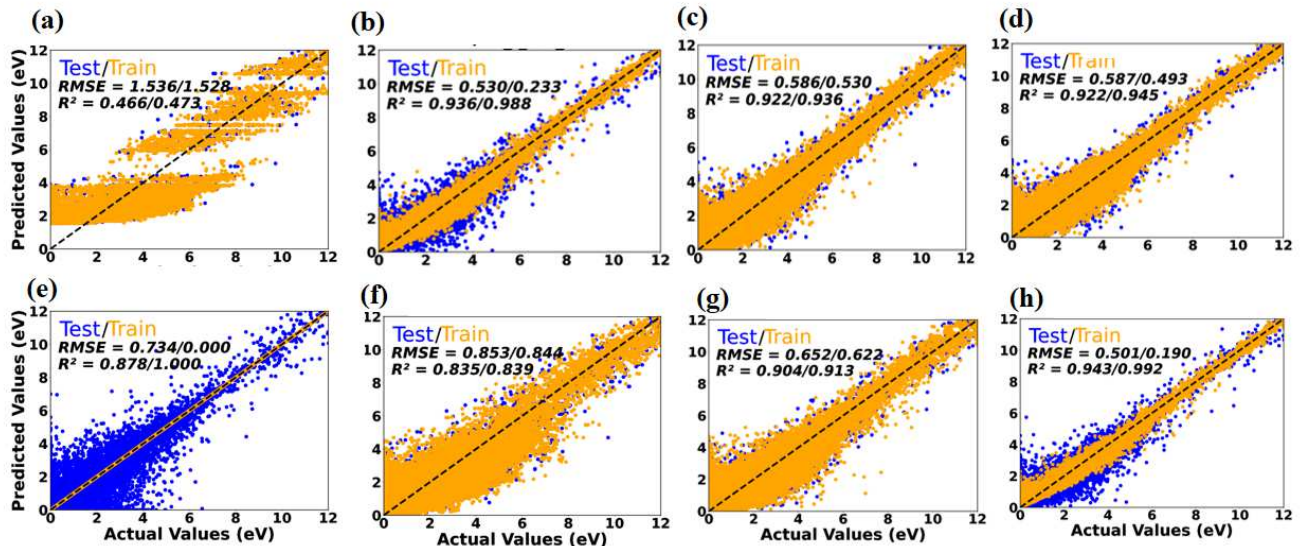 (a)
Predicted Values (eV)
12
10
8
6
4
2
0
Test/Train
RMSE = 1.536/1.528
R² = 0.466/0.473
0 2 4 6 8 10 12
(b)
12
10
8
6
4
2
0
Test/Train
RMSE = 0.530/0.233
R² = 0.936/0.988
0 2 4 6 8 10 12
(c)
12
10
8
6
4
2
0
Test/Train
RMSE = 0.586/0.530
R² = 0.922/0.936
0 2 4 6 8 10 12
(d)
12
10
8
6
4
2
0
Test/Train
RMSE = 0.587/0.493
R² = 0.922/0.945
0 2 4 6 8 10 12
(e)
Predicted Values (eV)
12
10
8
6
4
2
0
Test/Train
RMSE = 0.734/0.000
R² = 0.878/1.000
0 2 4 6 8 10 12
Actual Values (eV)
(f)
12
10
8
6
4
2
0
Test/Train
RMSE = 0.853/0.844
R² = 0.835/0.839
0 2 4 6 8 10 12
Actual Values (eV)
(g)
12
10
8
6
4
2
0
Test/Train
RMSE = 0.652/0.622
R² = 0.904/0.913
0 2 4 6 8 10 12
Actual Values (eV)
(h)
12
10
8
6
4
2
0
Test/Train
RMSE = 0.501/0.190
R² = 0.943/0.992
0 2 4 6 8 10 12
Actual Values (eV)